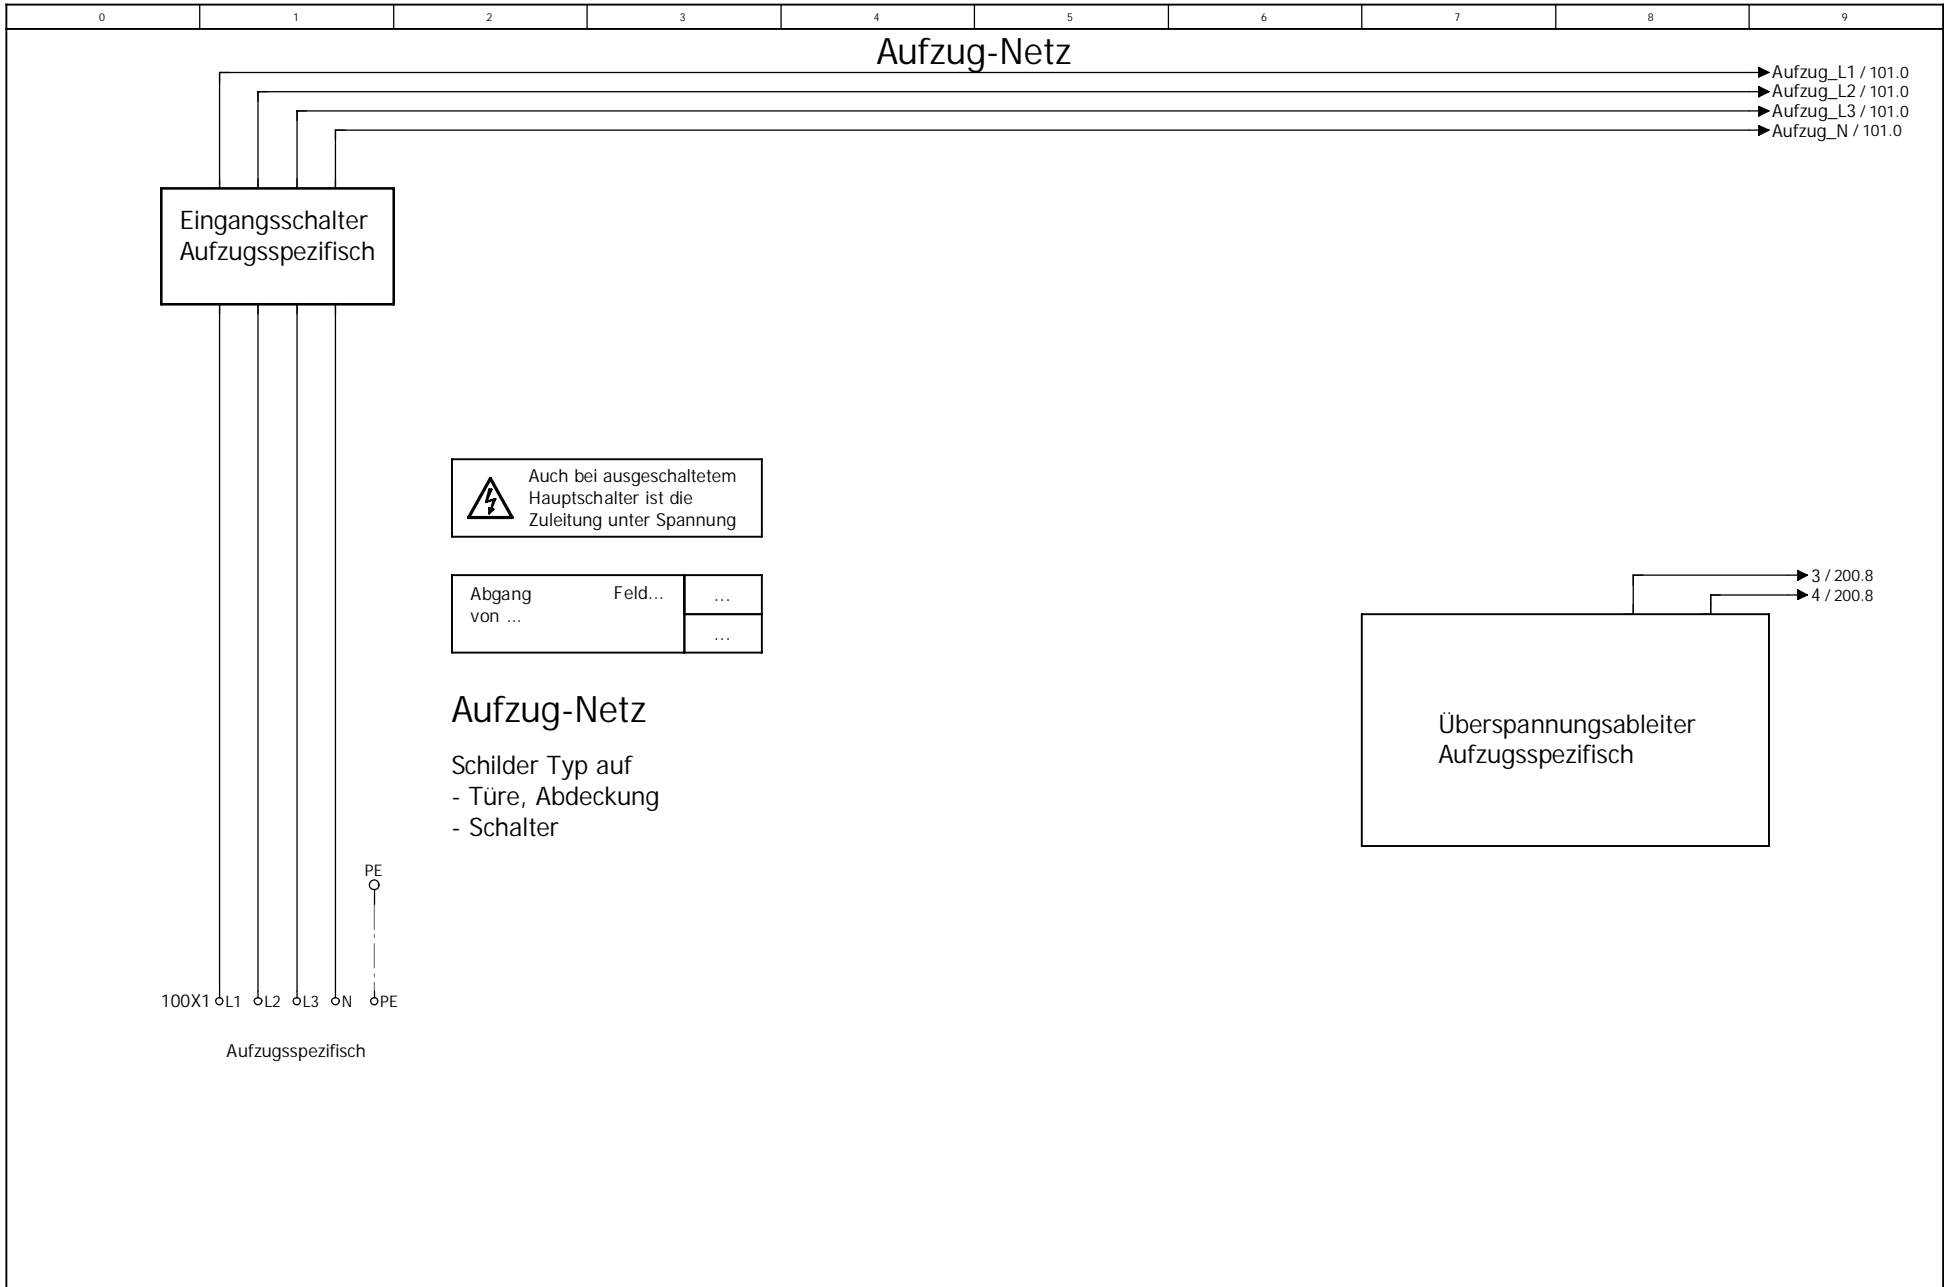 0 1 2 3 4 5 6 7 8 9
Aufzug-Netz
Aufzug_L1 / 101.0
Aufzug_L2 / 101.0
Aufzug_L3 / 101.0
Aufzug_N / 101.0
Eingangsschalter
Aufzugsspezifisch
Auch bei ausgeschaltetem
Hauptschalter ist die
Zuleitung unter Spannung
3 / 200.8
4 / 200.8
Abgang Feld... ...
von ...
...
Aufzug-Netz
Schilder Typ auf
- Türe, Abdeckung
- Schalter
Überspannungsableiter
Aufzugsspezifisch
PE
100X1 L1 L2 L3 N PE
Aufzugsspezifisch